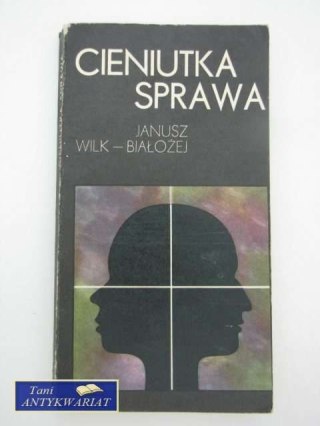 CIENIUTKA
SPRAWA
JANUSZ
WILK – BIAŁOŻEJ
Tani
ANTYKWARIAT